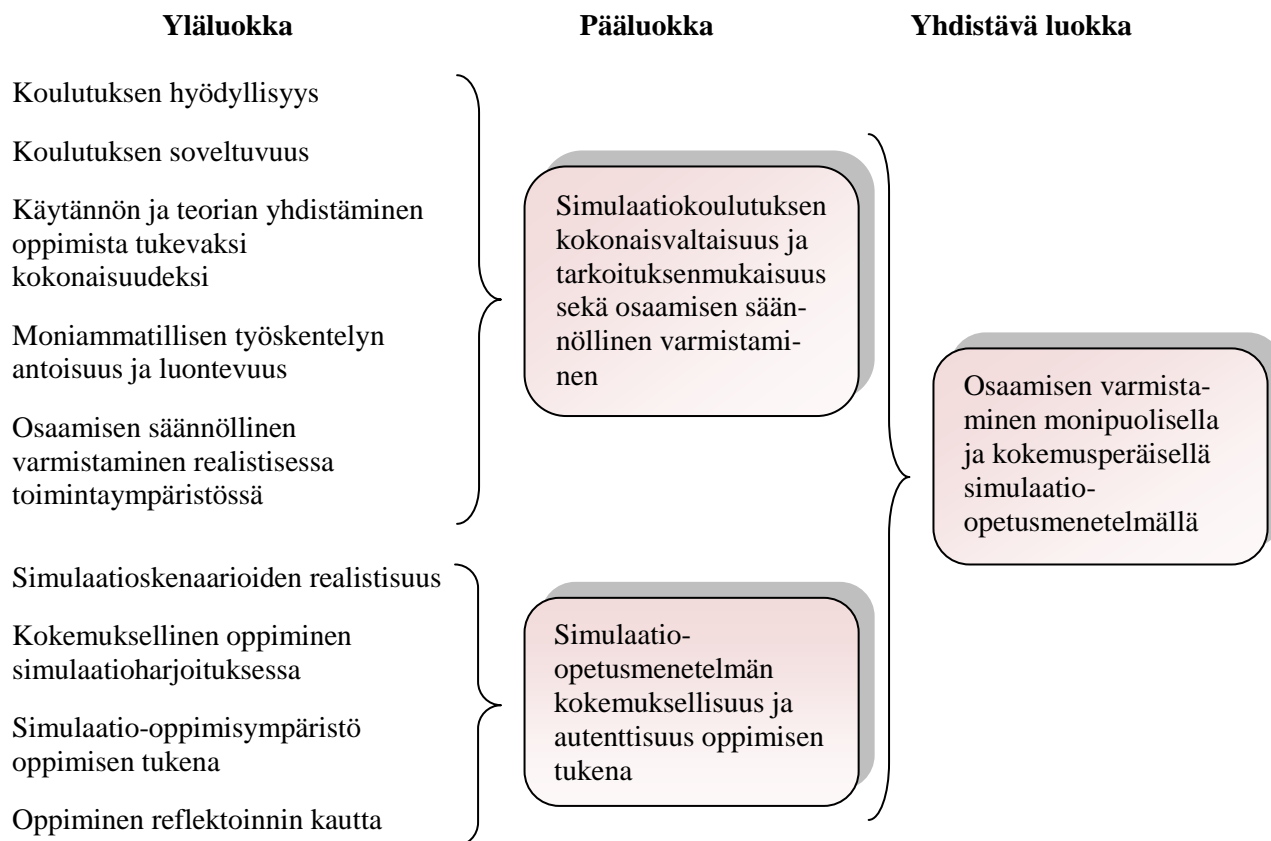 Yläluokka
Pääluokka
Yhdistävä luokka
Koulutuksen hyödyllisyys
Koulutuksen soveltuvuus
Käytännön ja teorian yhdistäminen
oppimista tukevaksi
kokonaisuudeksi
Moniammatillisen työskentelyn
antoisuus ja luontevuus
Osaamisen säännöllinen
varmistaminen realistisessa
toimintaympäristössä
Simulaatiokoulutuksen
kokonaisvaltaisuus ja
tarkoituksenmukaisuus
sekä osaamisen sään-
nöllinen varmistami-
nen
Simulaatioskenaarioiden realistisuus
Kokemuksellinen oppiminen
simulaatioharjoituksessa
Simulaatio-oppimisympäristö
oppimisen tukena
Oppiminen reflektoinnin kautta
Simulaatio-
opetusmenetelmän
kokemuksellisuus ja
autenttisuus oppimisen
tukena
Osaamisen varmista-
minen monipuolisella
ja kokemusperäisellä
simulaatio-
opetusmenetelmällä